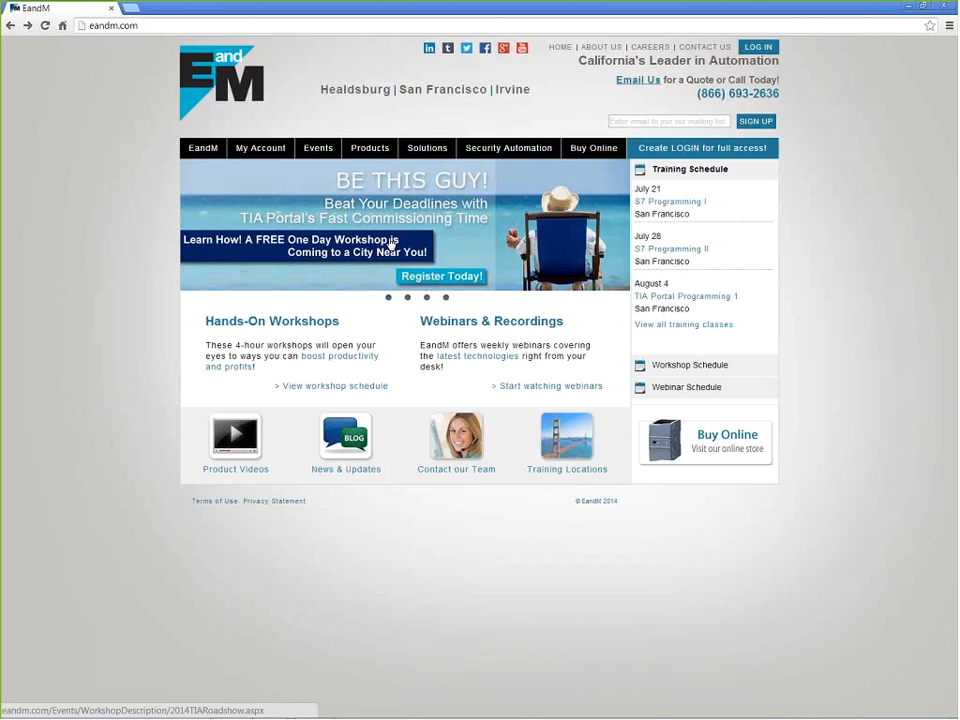 EandM
eandm.com
HOME | ABOUT US | CAREERS | CONTACT US
LOG IN
E and M
California's Leader in Automation
Email Us for a Quote or Call Today!
(866) 693-2636
Healdsburg | San Francisco | Irvine
Enter email to join our mailing list
SIGN UP
EandM
My Account
Events
Products
Solutions
Security Automation
Buy Online
Create LOGIN for full access!
BE THIS GUY!
Beat Your Deadlines with
TIA Portal's Fast Commissioning Time
Learn How! A FREE One Day Workshop is
Coming to a City Near You!
Register Today!
Training Schedule
July 21
S7 Programming I
San Francisco
July 28
S7 Programming II
San Francisco
August 4
TIA Portal Programming 1
San Francisco
View all training classes
Workshop Schedule
Webinar Schedule
Hands-On Workshops
These 4-hour workshops will open your
eyes to ways you can boost productivity
and profits!
> View workshop schedule
Webinars & Recordings
EandM offers weekly webinars covering
the latest technologies right from your
desk!
> Start watching webinars
BLOG
Product Videos
News & Updates
Contact our Team
Training Locations
Buy Online
Visit our online store
Terms of Use
Privacy Statement
© EandM 2014
eandm.com/Events/WorkshopDescription/2014TIARoadshow.aspx